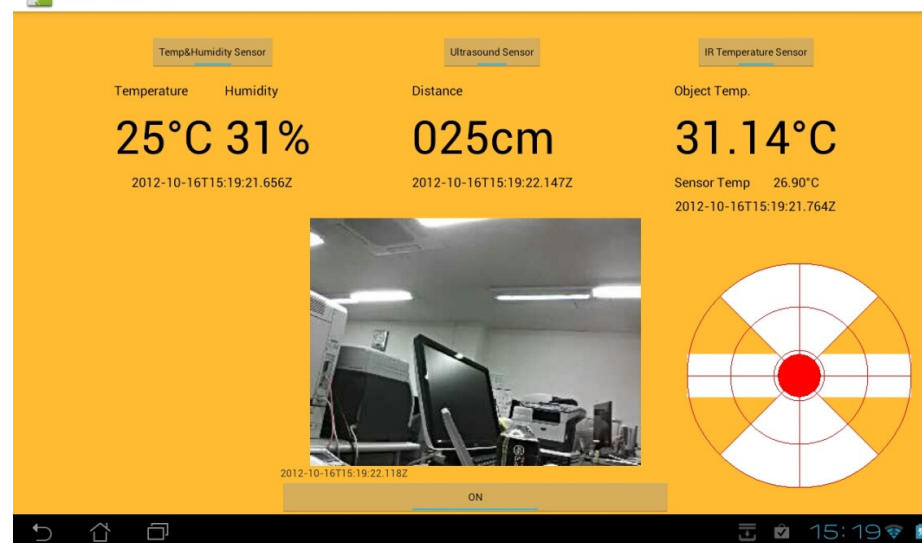 Temp&Humidity Sensor
Ultrasound Sensor
IR Temperature Sensor
Temperature Humidity
Distance
Object Temp.
25°C 31%
025cm
31.14°C
2012-10-16T15:19:21.656Z
2012-10-16T15:19:22.147Z
Sensor Temp 26.90°C
2012-10-16T15:19:21.764Z
2012-10-16T15:19:22.118Z
ON
15:19